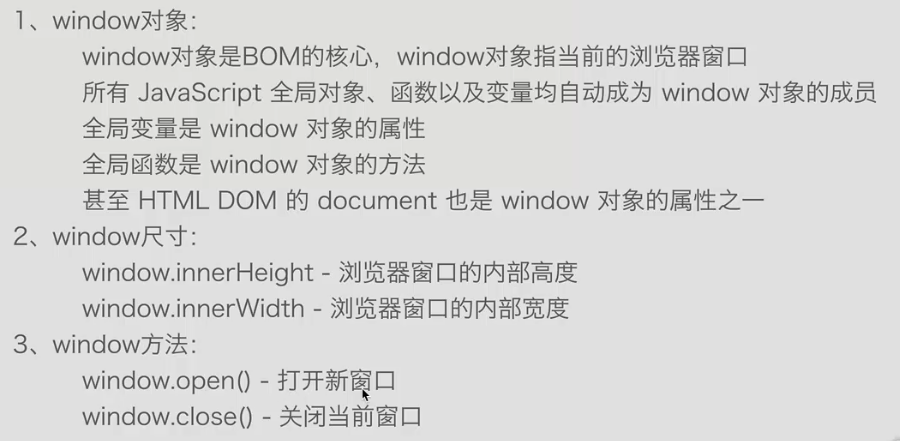 1、window对象：
window对象是BOM的核心，window对象指当前的浏览器窗口
所有 JavaScript 全局对象、函数以及变量均自动成为 window 对象的成员
全局变量是 window 对象的属性
全局函数是 window 对象的方法
甚至 HTML DOM 的 document 也是 window 对象的属性之一
2、window尺寸：
window.innerHeight - 浏览器窗口的内部高度
window.innerWidth - 浏览器窗口的内部宽度
3、window方法：
window.open() - 打开新窗口
window.close() - 关闭当前窗口